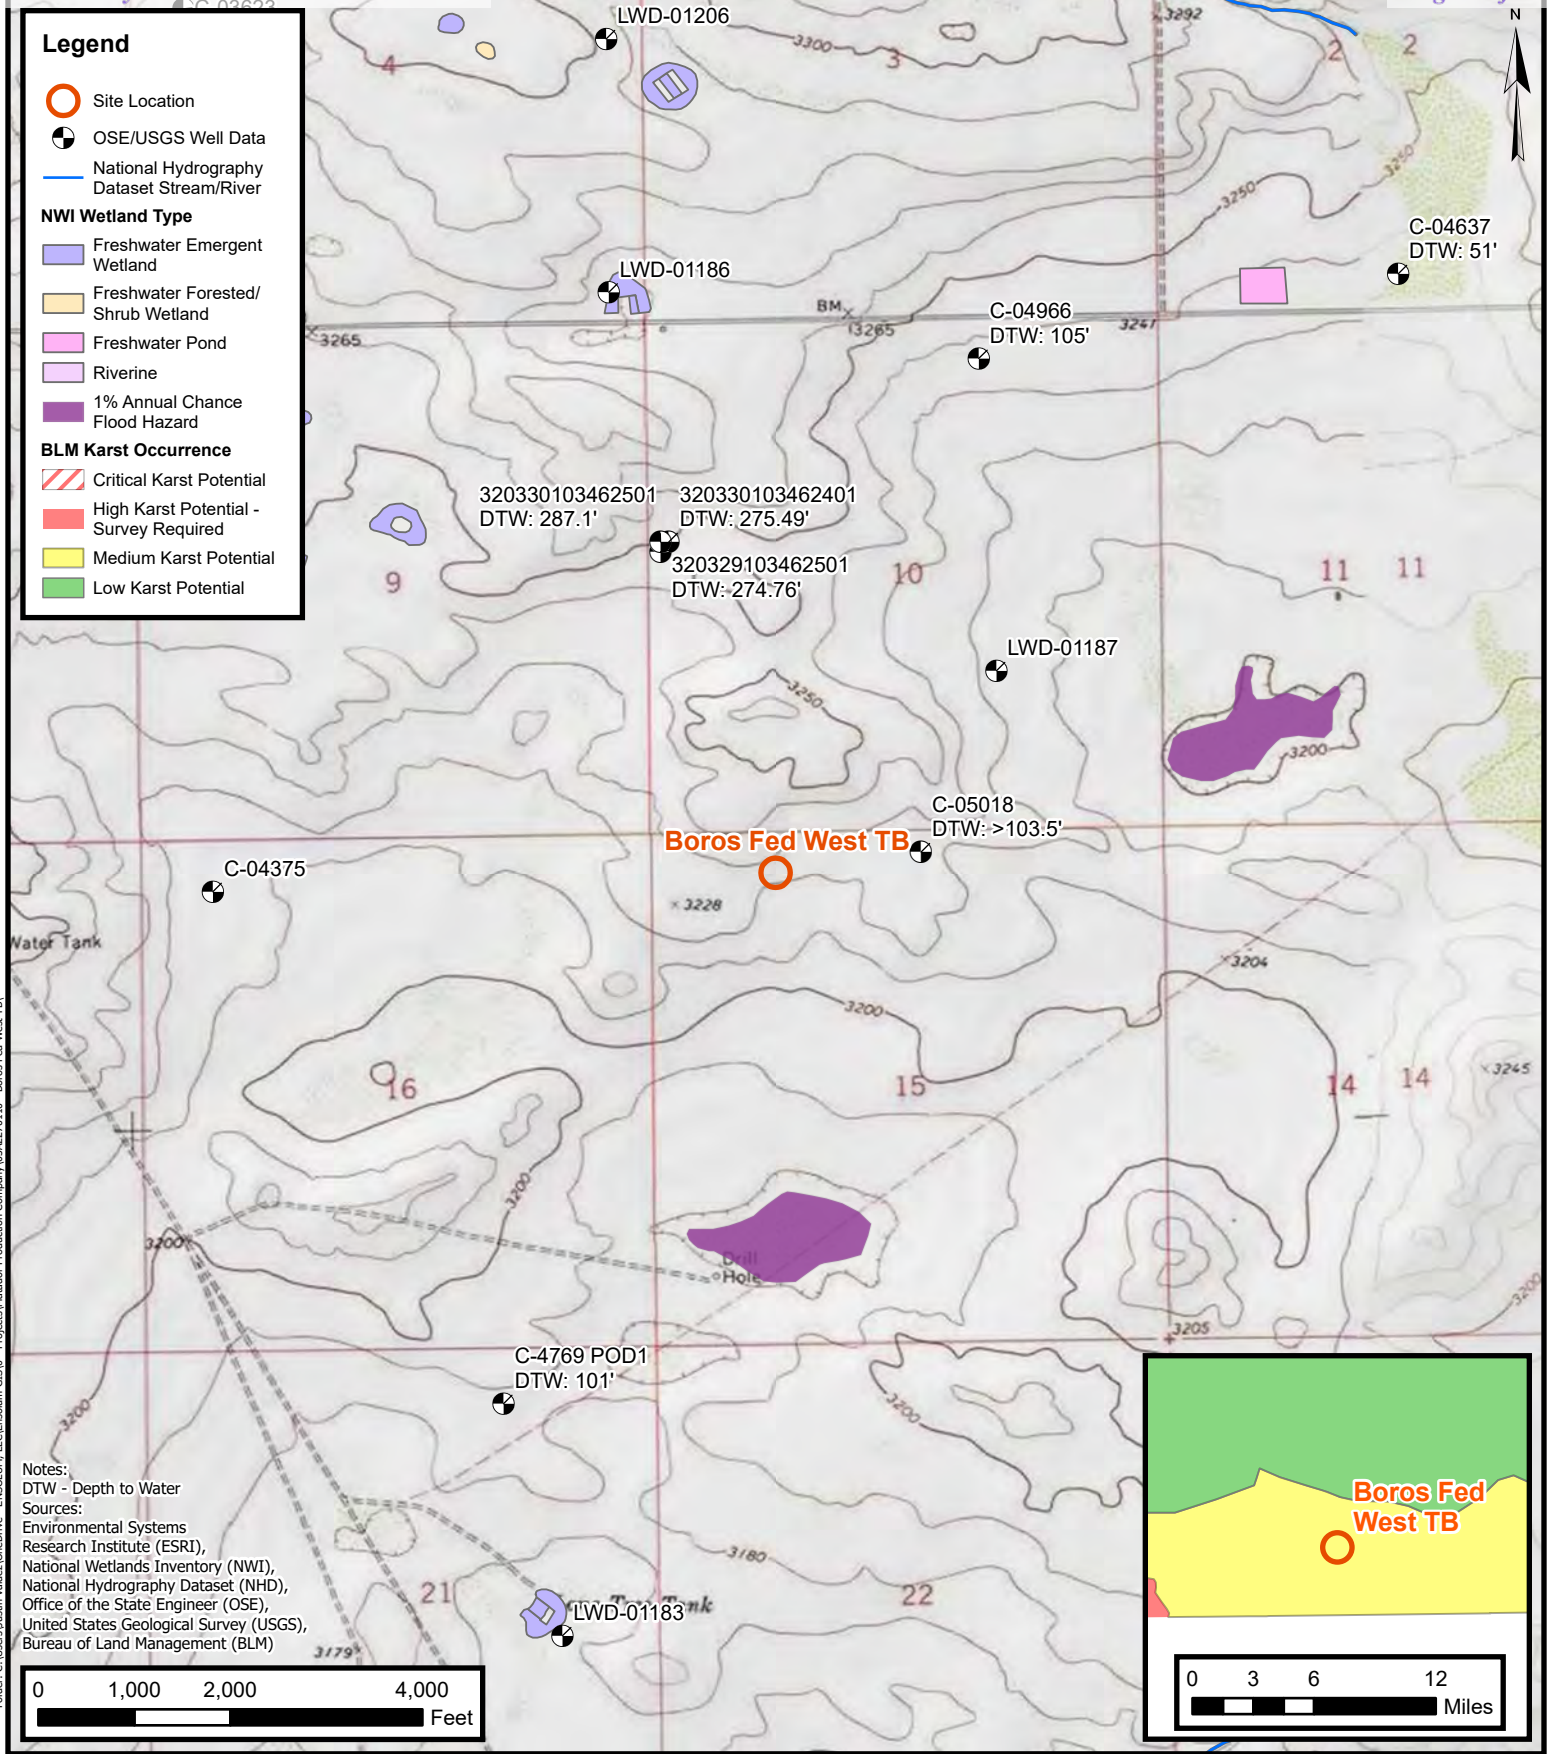 C-03623
Legend
Site Location
OSE/USGS Well Data
National Hydrography
Dataset Stream/River
NWI Wetland Type
Freshwater Emergent
Wetland
Freshwater Forested/
Shrub Wetland
Freshwater Pond
Riverine
1% Annual Chance
Flood Hazard
BLM Karst Occurrence
Critical Karst Potential
High Karst Potential -
Survey Required
Medium Karst Potential
Low Karst Potential
LWD-01206
3292
N
4
3300
3
2
2
3250
3250
C-04637
DTW: 51'
LWD-01186
BM
3265
3265
C-04966
DTW: 105'
3241
320330103462501
DTW: 287.1'
320330103462401
DTW: 275.49'
320329103462501
DTW: 274.76'
9
10
11
11
LWD-01187
3250
3200
C-05018
DTW: >103.5'
Boros Fed West TB
C-04375
3228
Water Tank
3204
3200
16
15
14
14
3245
3200
3200
Drill
Hole
3200
3205
C-4769 POD1
DTW: 101'
3200
3200
Notes:
DTW - Depth to Water
Sources:
Environmental Systems
Research Institute (ESRI),
National Wetlands Inventory (NWI),
National Hydrography Dataset (NHD),
Office of the State Engineer (OSE),
United States Geological Survey (USGS),
Bureau of Land Management (BLM)
3180
21
22
Tank
LWD-01183
3179
0 1,000 2,000 4,000
Feet
Boros Fed
West TB
0 3 6 12
Miles